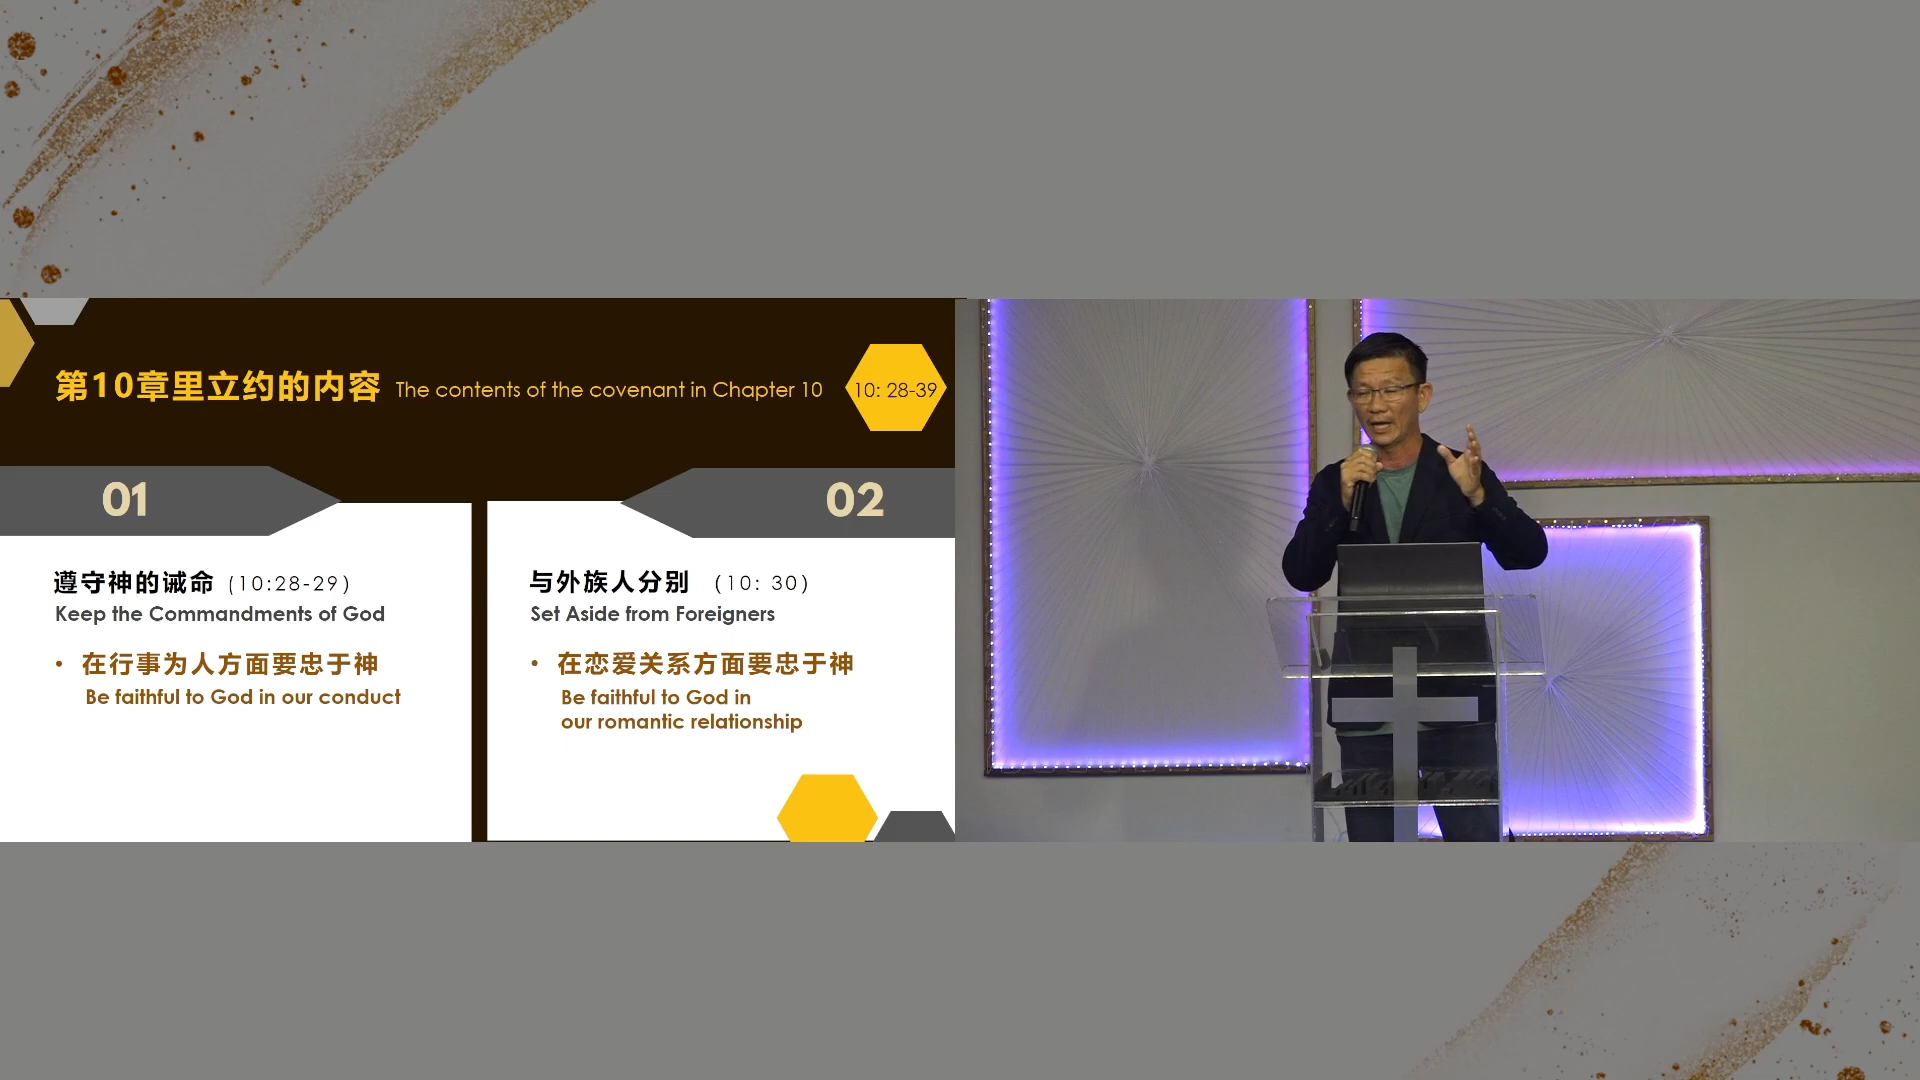 第10章里立约的内容 The contents of the covenant in Chapter 10
10: 28-39
01
遵守神的诫命 (10:28-29)
Keep the Commandments of God
• 在行事为人方面要忠于神
Be faithful to God in our conduct
02
与外族人分别 (10: 30)
Set Aside from Foreigners
• 在恋爱关系方面要忠于神
Be faithful to God in
our romantic relationship